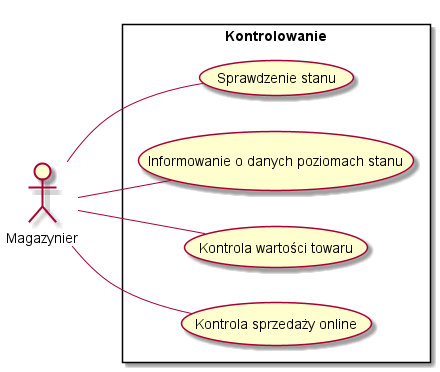 Kontrolowanie
Sprawdzenie stanu
Informowanie o danych poziomach stanu
Magazynier
Kontrola wartości towaru
Kontrola sprzedaży online